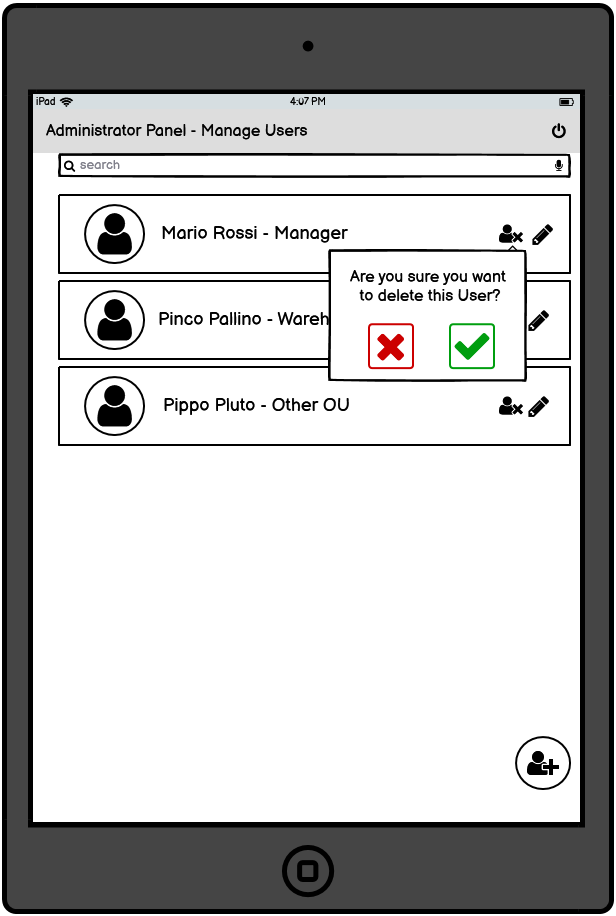 iPad
4:07 PM
Administrator Panel - Manage Users
search
Mario Rossi - Manager
Are you sure you want
to delete this User?
Pinco Pallino -
Pippo Pluto - Other OU